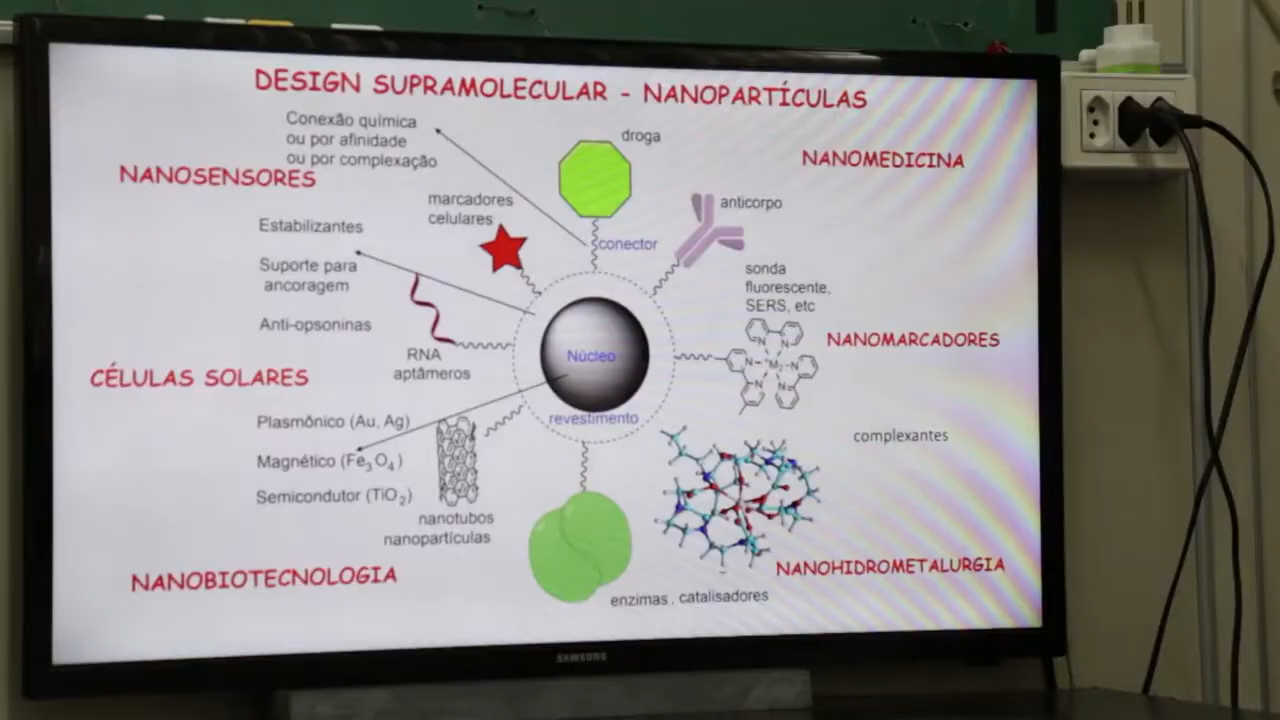 DESIGN SUPRAMOLECULAR - NANOPARTÍCULAS
Conexão química
ou por afinidade
ou por complexação
droga
NANOMEDICINA
NANOSENSORES
marcadores
celulares
anticorpo
Estabilizantes
conector
Suporte para
ancoragem
sonda
fluorescente,
SERS, etc
Anti-opsoninas
NANOMARCADORES
Núcleo
RNA
aptâmeros
N
N
N
M2
N
N
N
CÉLULAS SOLARES
revestimento
Plasmônico (Au, Ag)
complexantes
Magnético (Fe3O4)
Semicondutor (TiO2)
nanotubos
nanopartículas
NANOBIOTECNOLOGIA
NANOHIDROMETALURGIA
enzimas , catalisadores
SAMSUNG